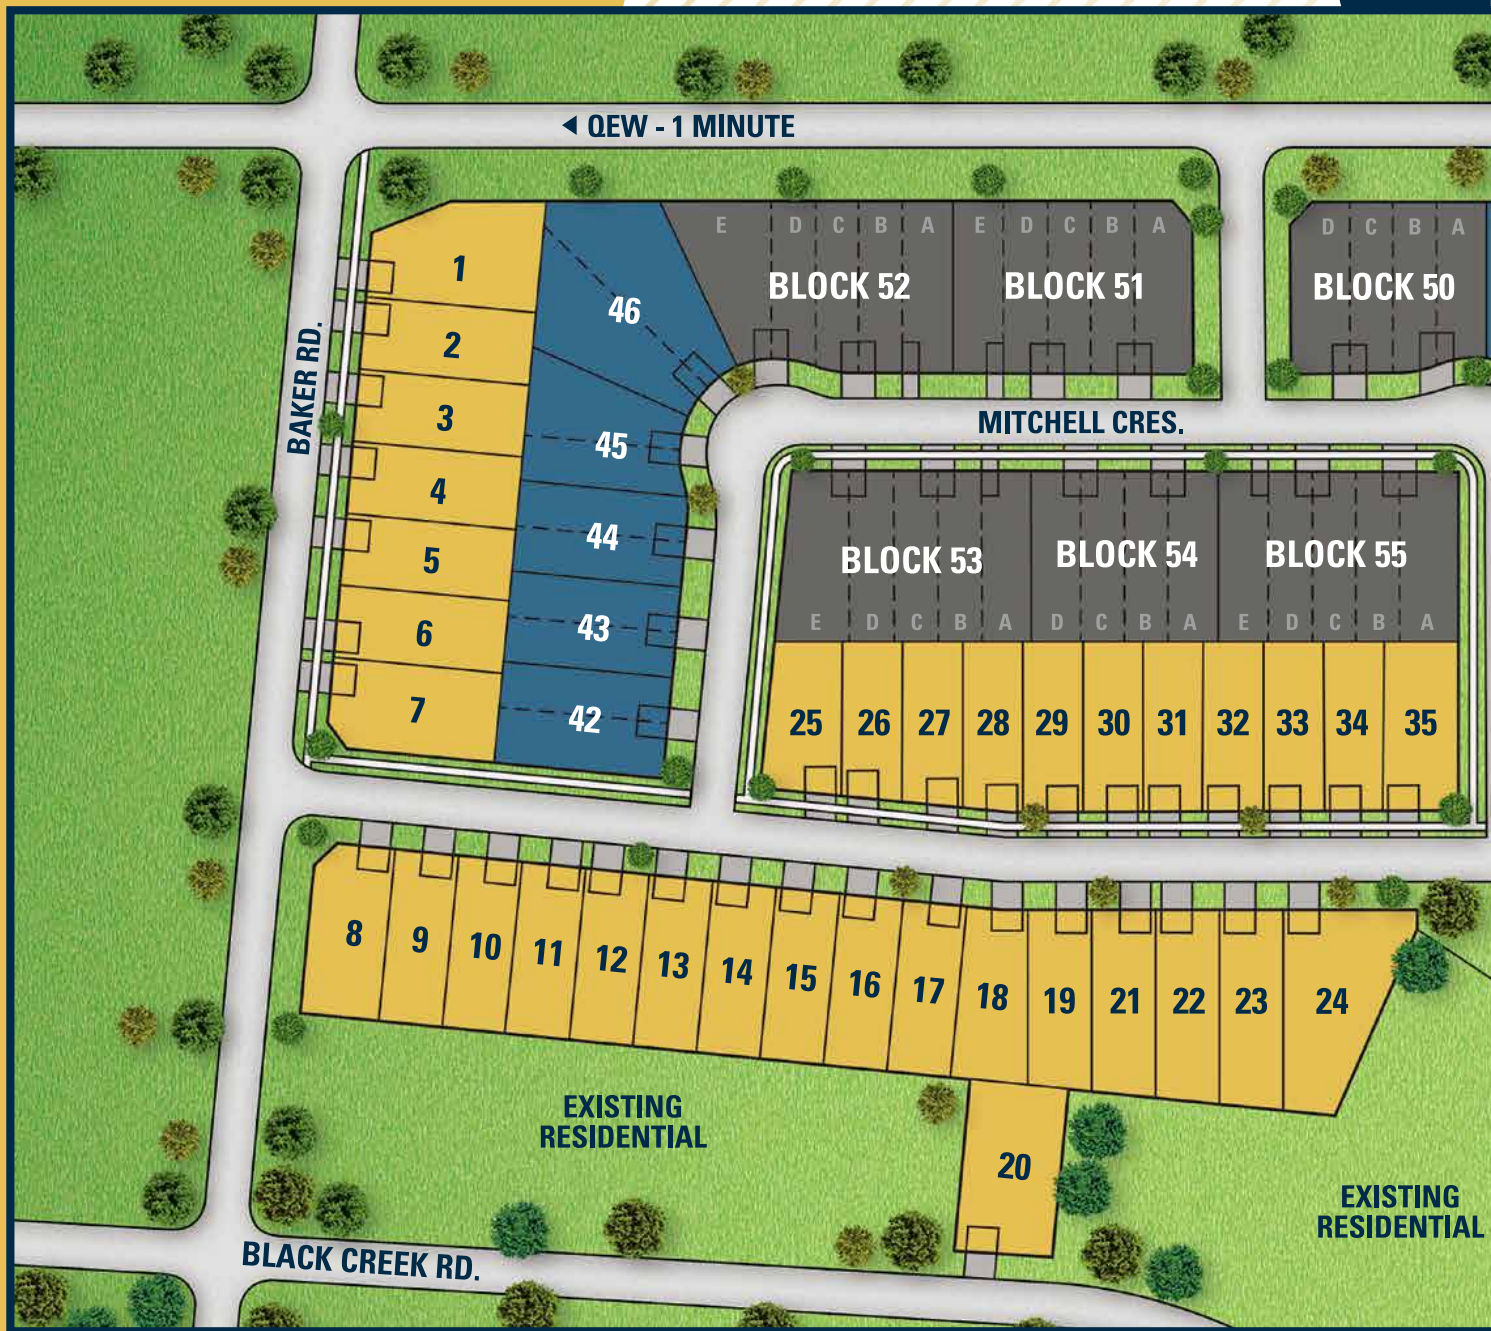 ◄ QEW - 1 MINUTE
E D C B A E D C B A D C B A
BLOCK 52 BLOCK 51 BLOCK 50
1
2
3
4
5
6
7
46
45
44
43
42
BAKER RD.
MITCHELL CRES.
BLOCK 53 BLOCK 54 BLOCK 55
E D C B A D C B A E D C B A
25 26 27 28 29 30 31 32 33 34 35
8 9 10 11 12 13 14 15 16 17 18 19 21 22 23 24
EXISTING
RESIDENTIAL
20
EXISTING
RESIDENTIAL
BLACK CREEK RD.